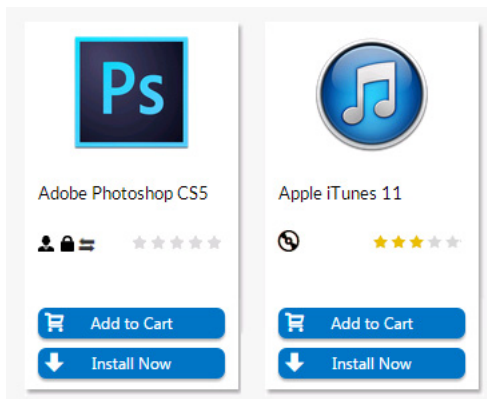 Ps
Adobe Photoshop CS5
Apple iTunes 11
Add to Cart
Add to Cart
Install Now
Install Now